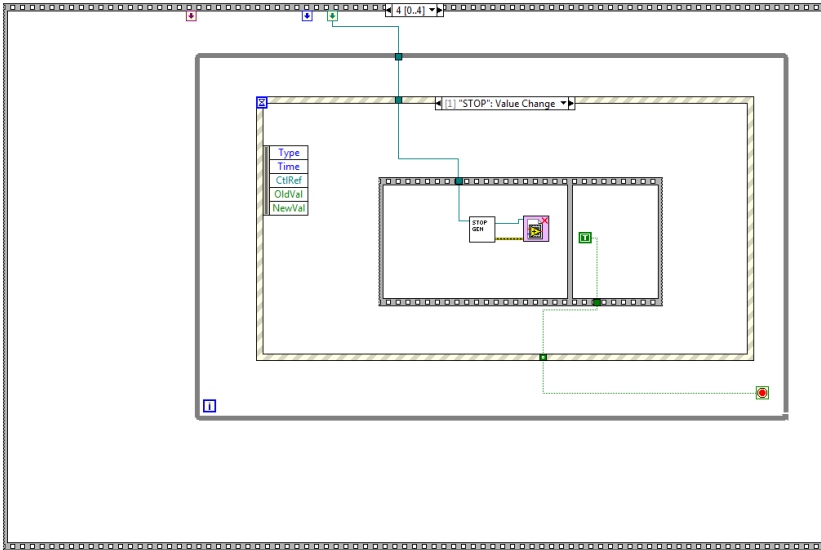 4 [0..4]
[1] "STOP": Value Change
Type
Time
CtlRef
OldVal
NewVal
STOP
GEN
T
i